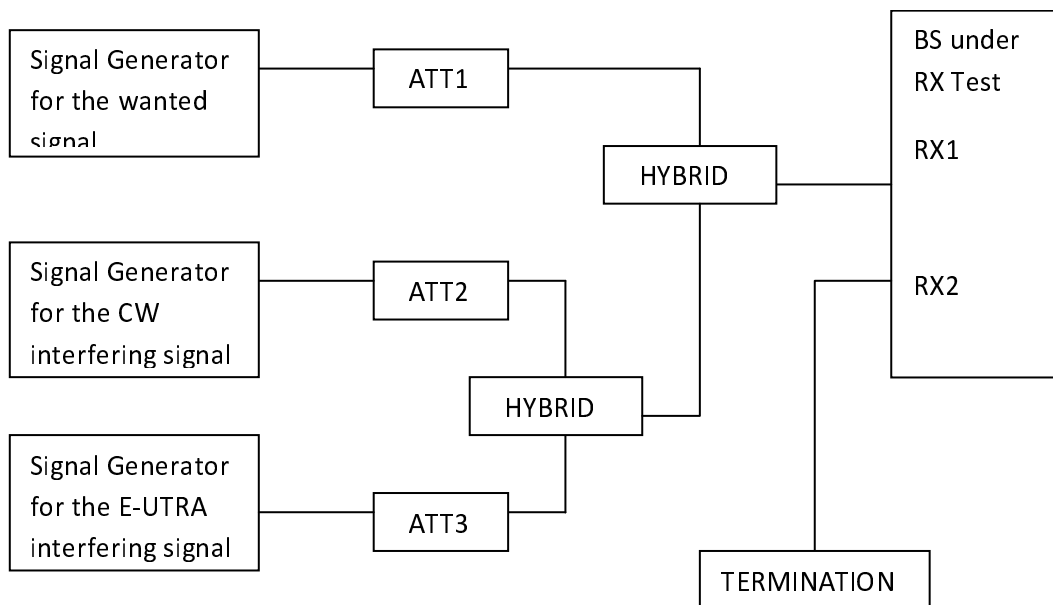 Signal Generator
for the wanted
signal
ATT1
HYBRID
BS under
RX Test
RX1
RX2
Signal Generator
for the CW
interfering signal
ATT2
HYBRID
Signal Generator
for the E-UTRA
interfering signal
ATT3
TERMINATION